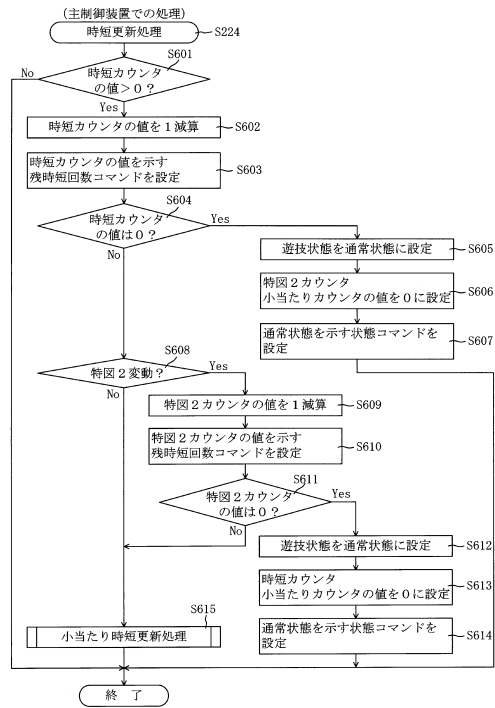 (主制御装置での処理)
時短更新処理
S224
S601
時短カウンタ
の値>0?
No
Yes
時短カウンタの値を1減算
S602
時短カウンタの値を示す
残時短回数コマンドを設定
S603
S604
時短カウンタ
の値は0?
Yes
No
遊技状態を通常状態に設定
S605
特図2カウンタ
小当たりカウンタの値を0に設定
S606
通常状態を示す状態コマンドを
設定
S607
S608
特図2変動?
Yes
No
特図2カウンタの値を1減算
S609
特図2カウンタの値を示す
残時短回数コマンドを設定
S610
S611
特図2カウンタ
の値は0?
Yes
No
遊技状態を通常状態に設定
S612
時短カウンタ
小当たりカウンタの値を0に設定
S613
通常状態を示す状態コマンドを
設定
S614
S615
小当たり時短更新処理
終 了